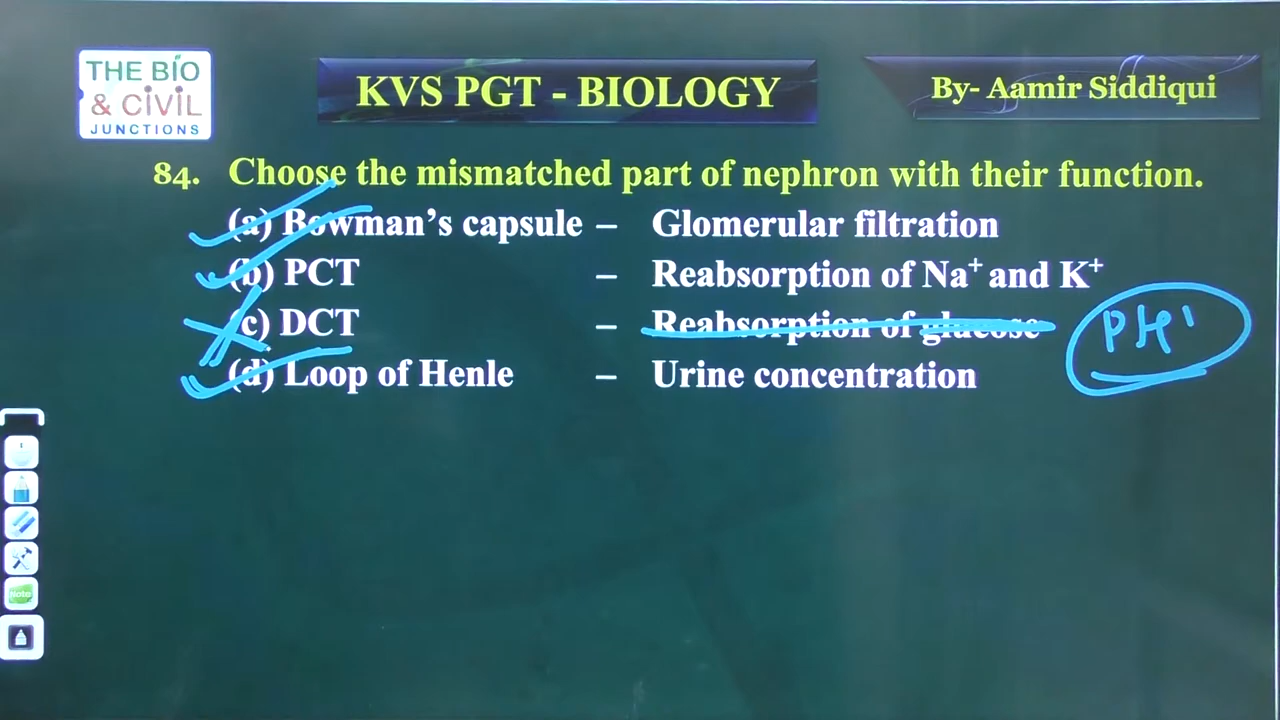 THE BIO
& CIVIL
JUNCTIONS
KVS PGT - BIOLOGY
By- Aamir Siddiqui
84. Choose the mismatched part of nephron with their function.
(a) Bowman's capsule – Glomerular filtration
(b) PCT – Reabsorption of Na⁺ and K⁺
(c) DCT – Reabsorption of glucose
(d) Loop of Henle – Urine concentration
PH'
Note